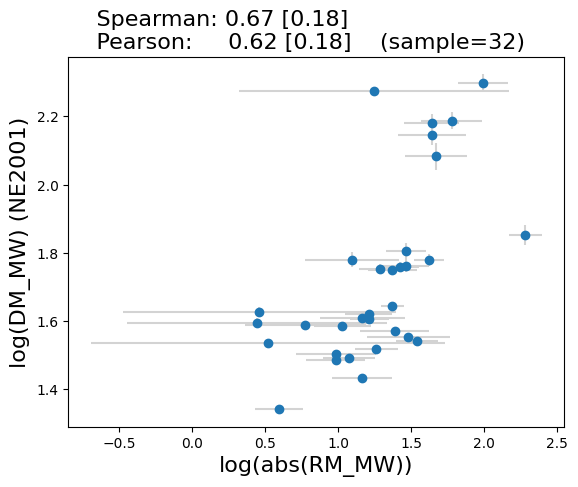 Spearman: 0.67 [0.18]
Pearson: 0.62 [0.18] (sample=32)
log(DM_MW) (NE2001)
2.2
2.0
1.8
1.6
1.4
−0.5 0.0 0.5 1.0 1.5 2.0 2.5
log(abs(RM_MW))